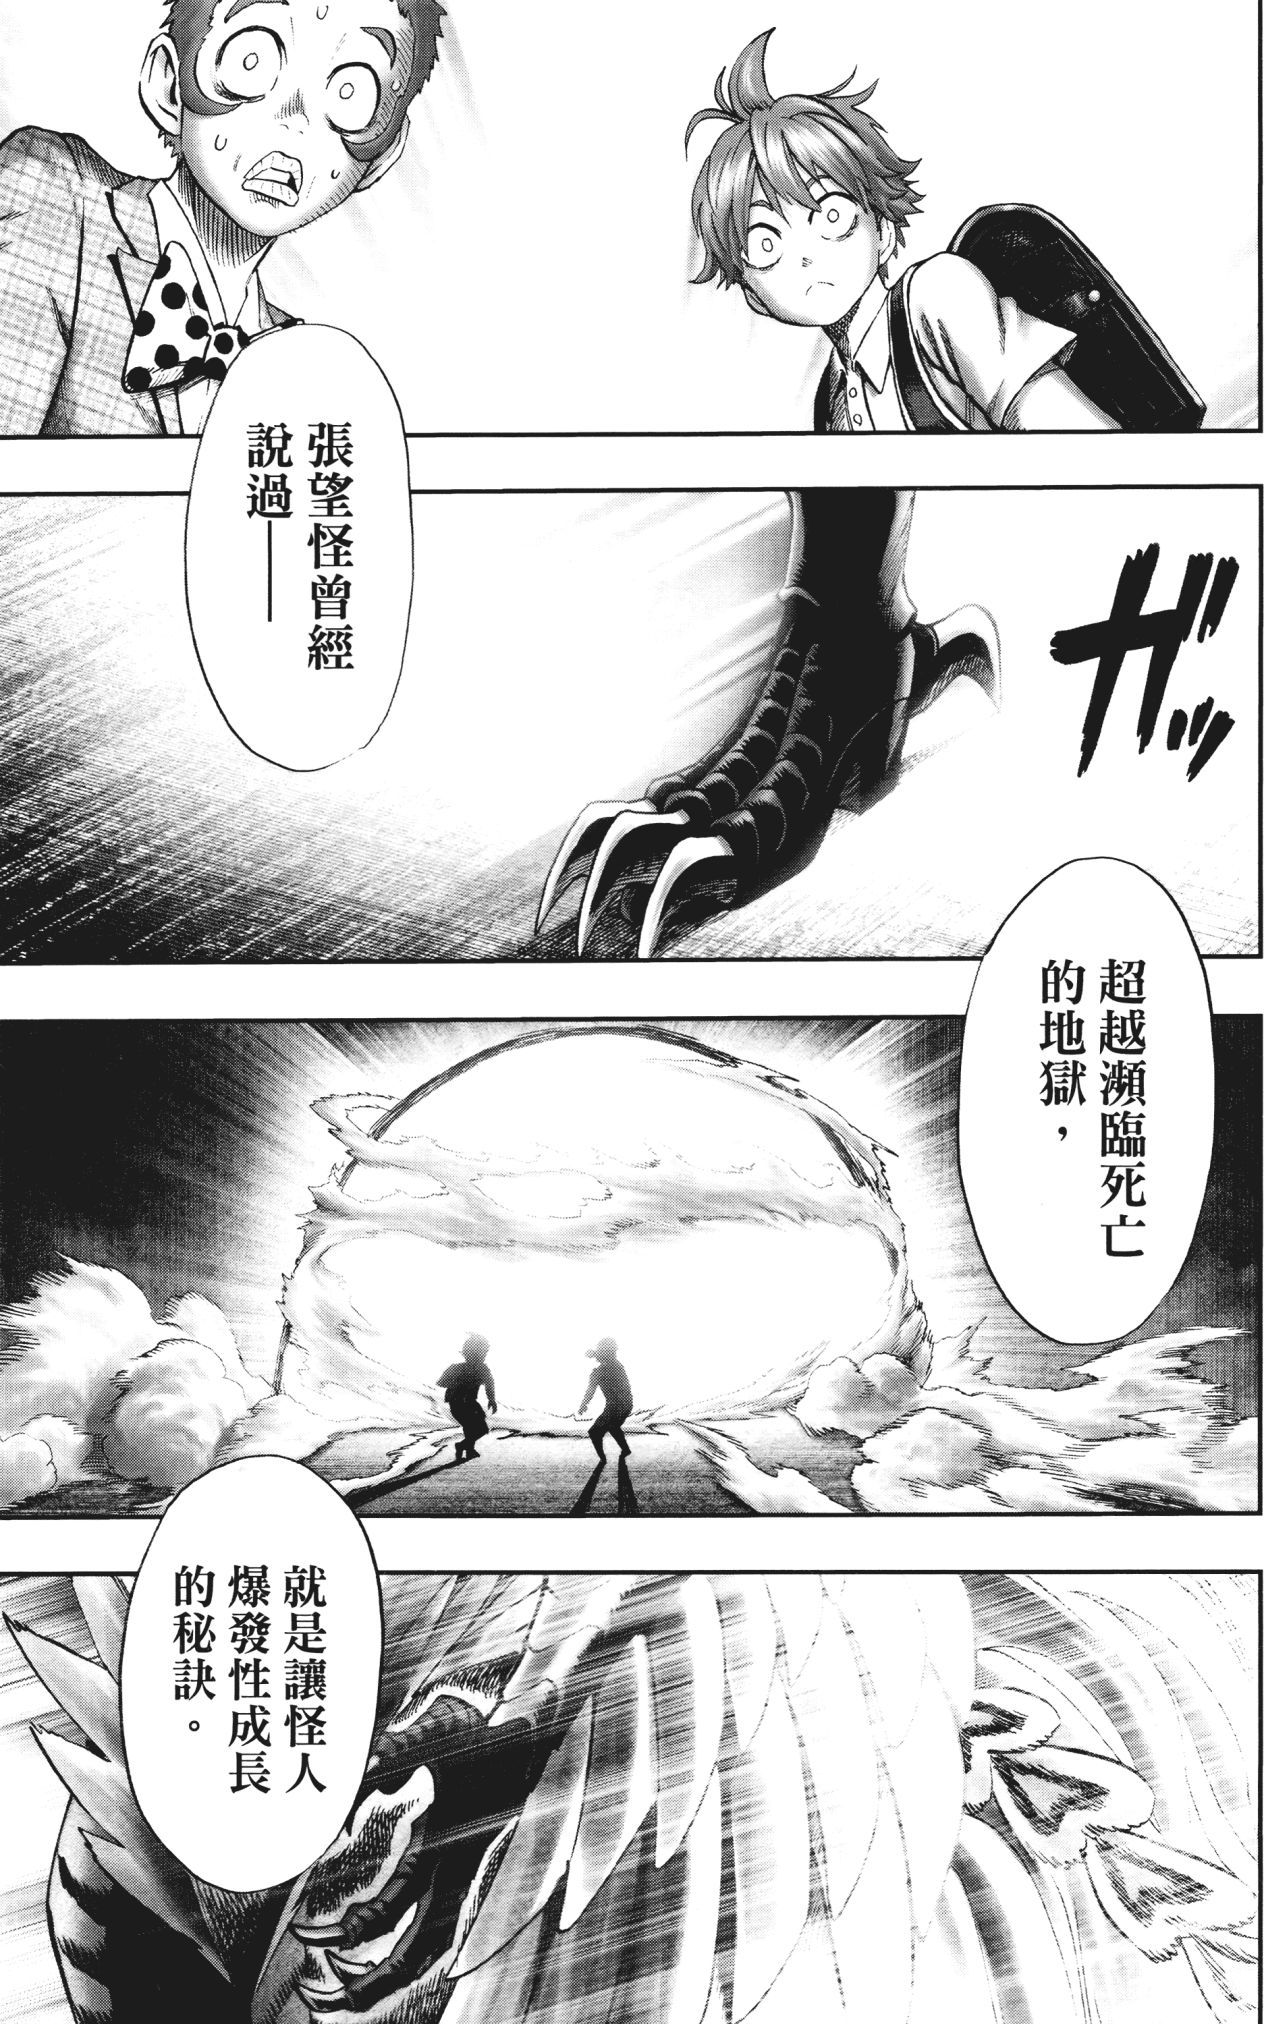 張望怪曾經
說過——
ガッ
超越瀕臨死亡
的地獄，
就是讓怪人
爆發性成長
的秘訣。